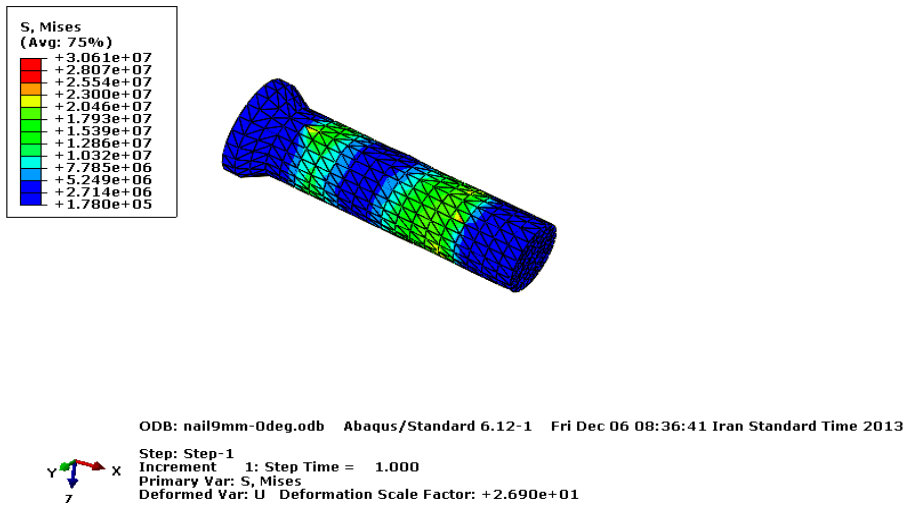 S, Mises
(Avg: 75%)
+3.061e+07
+2.807e+07
+2.554e+07
+2.300e+07
+2.046e+07
+1.793e+07
+1.539e+07
+1.286e+07
+1.032e+07
+7.785e+06
+5.249e+06
+2.714e+06
+1.780e+05
ODB: nail9mm-0deg.odb Abaqus/Standard 6.12-1 Fri Dec 06 08:36:41 Iran Standard Time 2013
Step: Step-1
Increment 1: Step Time = 1.000
Primary Var: S, Mises
Deformed Var: U Deformation Scale Factor: +2.690e+01
Y
X
Z